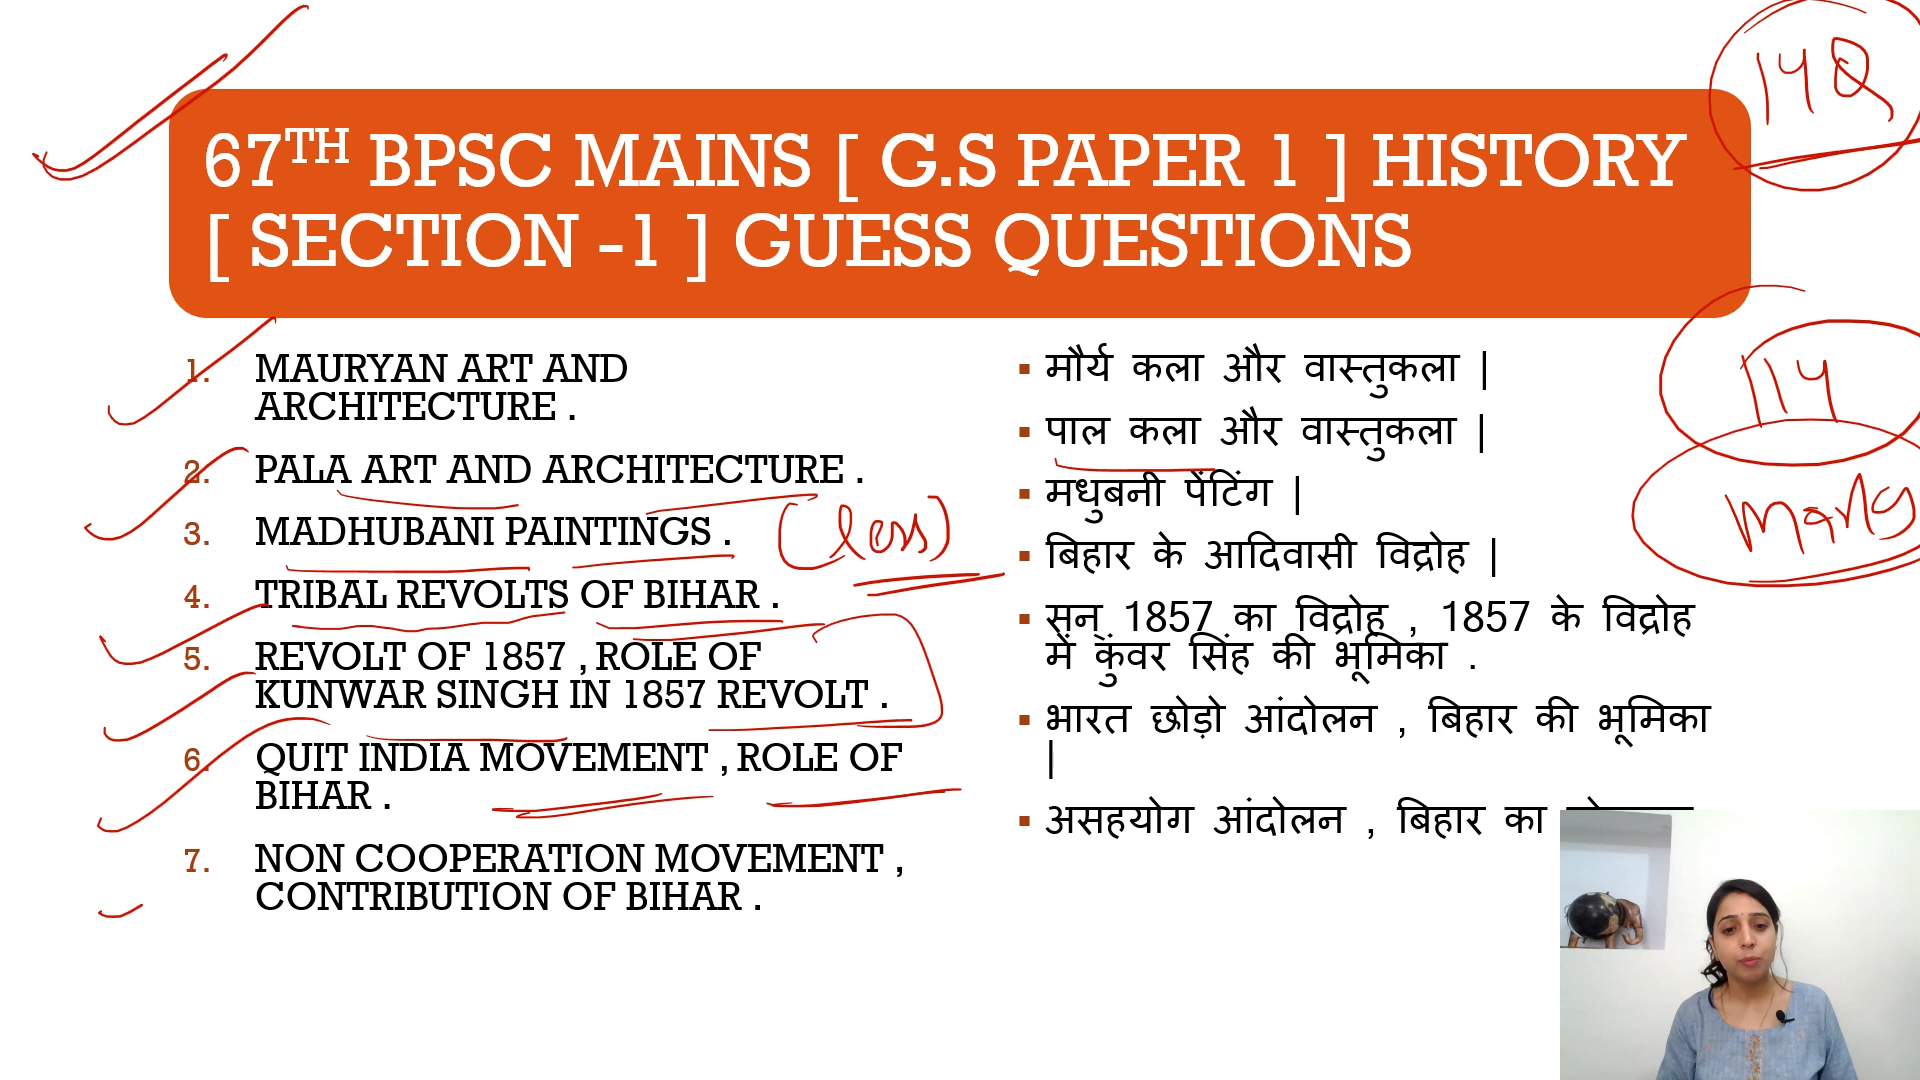 67TH BPSC MAINS [ G.S PAPER 1 ] HISTORY
[ SECTION -1 ] GUESS QUESTIONS
14Q
1. MAURYAN ART AND
ARCHITECTURE .
2. PALA ART AND ARCHITECTURE .
3. MADHUBANI PAINTINGS .
(less)
4. TRIBAL REVOLTS OF BIHAR .
5. REVOLT OF 1857 , ROLE OF
KUNWAR SINGH IN 1857 REVOLT .
6. QUIT INDIA MOVEMENT , ROLE OF
BIHAR .
7. NON COOPERATION MOVEMENT ,
CONTRIBUTION OF BIHAR .
मौर्य कला और वास्तुकला |
पाल कला और वास्तुकला |
मधुबनी पेंटिंग |
बिहार के आदिवासी विद्रोह |
सन् 1857 का विद्रोह , 1857 के विद्रोह
में कुंवर सिंह की भूमिका .
भारत छोड़ो आंदोलन , बिहार की भूमिका
|
असहयोग आंदोलन , बिहार का
114
Marks